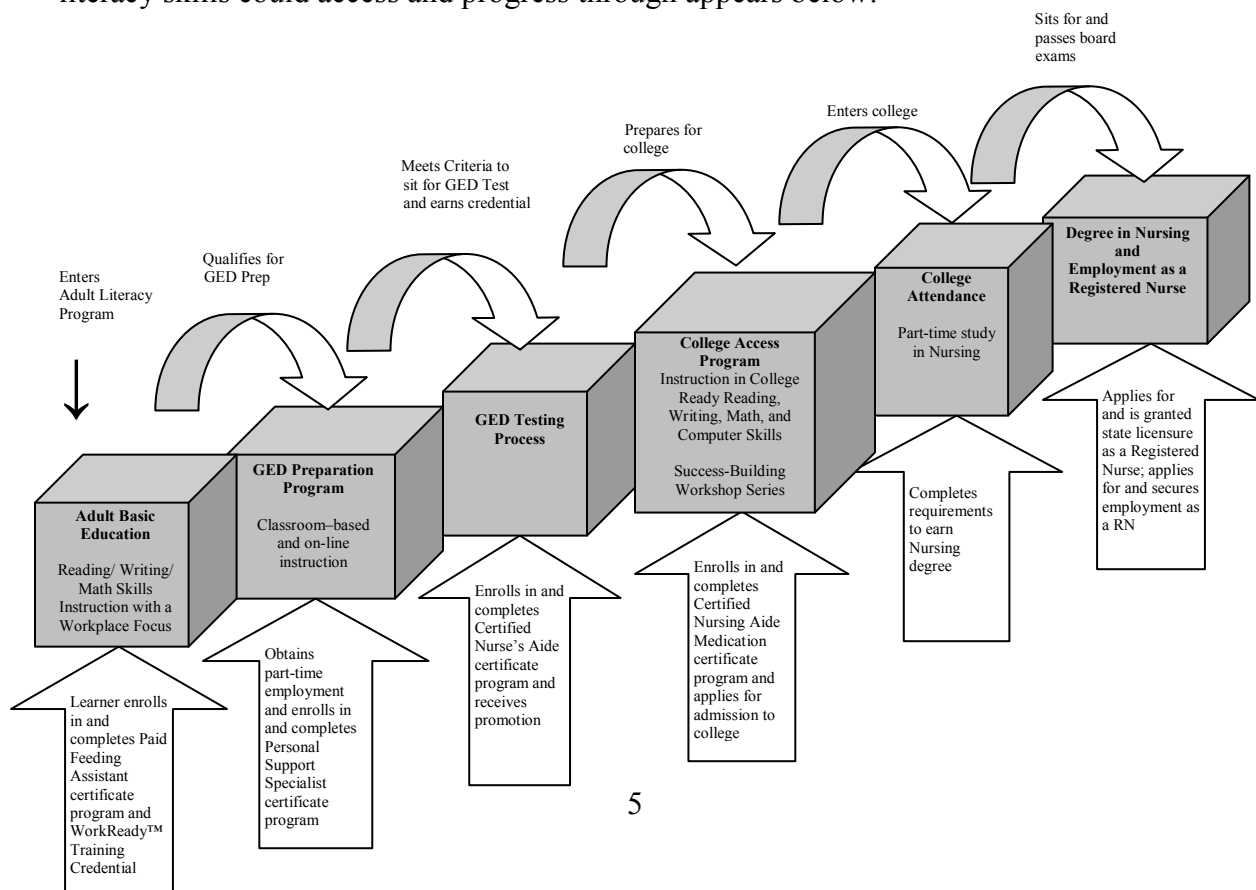 literacy skills could access and progress through appears below.
Enters
Adult Literacy
Program
Qualifies for
GED Prep
Meets Criteria to
sit for GED Test
and earns credential
Prepares for
college
Enters college
Sits for and
passes board
exams
Adult Basic
Education
Reading/ Writing/
Math Skills
Instruction with a
Workplace Focus
GED Preparation
Program
Classroom–based
and on-line
instruction
GED Testing
Process
College Access
Program
Instruction in College
Ready Reading,
Writing, Math, and
Computer Skills
Success-Building
Workshop Series
College
Attendance
Part-time study
in Nursing
Degree in Nursing
and
Employment as a
Registered Nurse
Learner enrolls
in and
completes Paid
Feeding
Assistant
certificate
program and
WorkReady™
Training
Credential
Obtains
part-time
employment
and enrolls in
and completes
Personal
Support
Specialist
certificate
program
Enrolls in and
completes
Certified
Nurse’s Aide
certificate
program and
receives
promotion
Enrolls in and
completes
Certified
Nursing Aide
Medication
certificate
program and
applies for
admission to
college
Completes
requirements
to earn
Nursing
degree
Applies for
and is granted
state licensure
as a Registered
Nurse; applies
for and secures
employment as
a RN
5